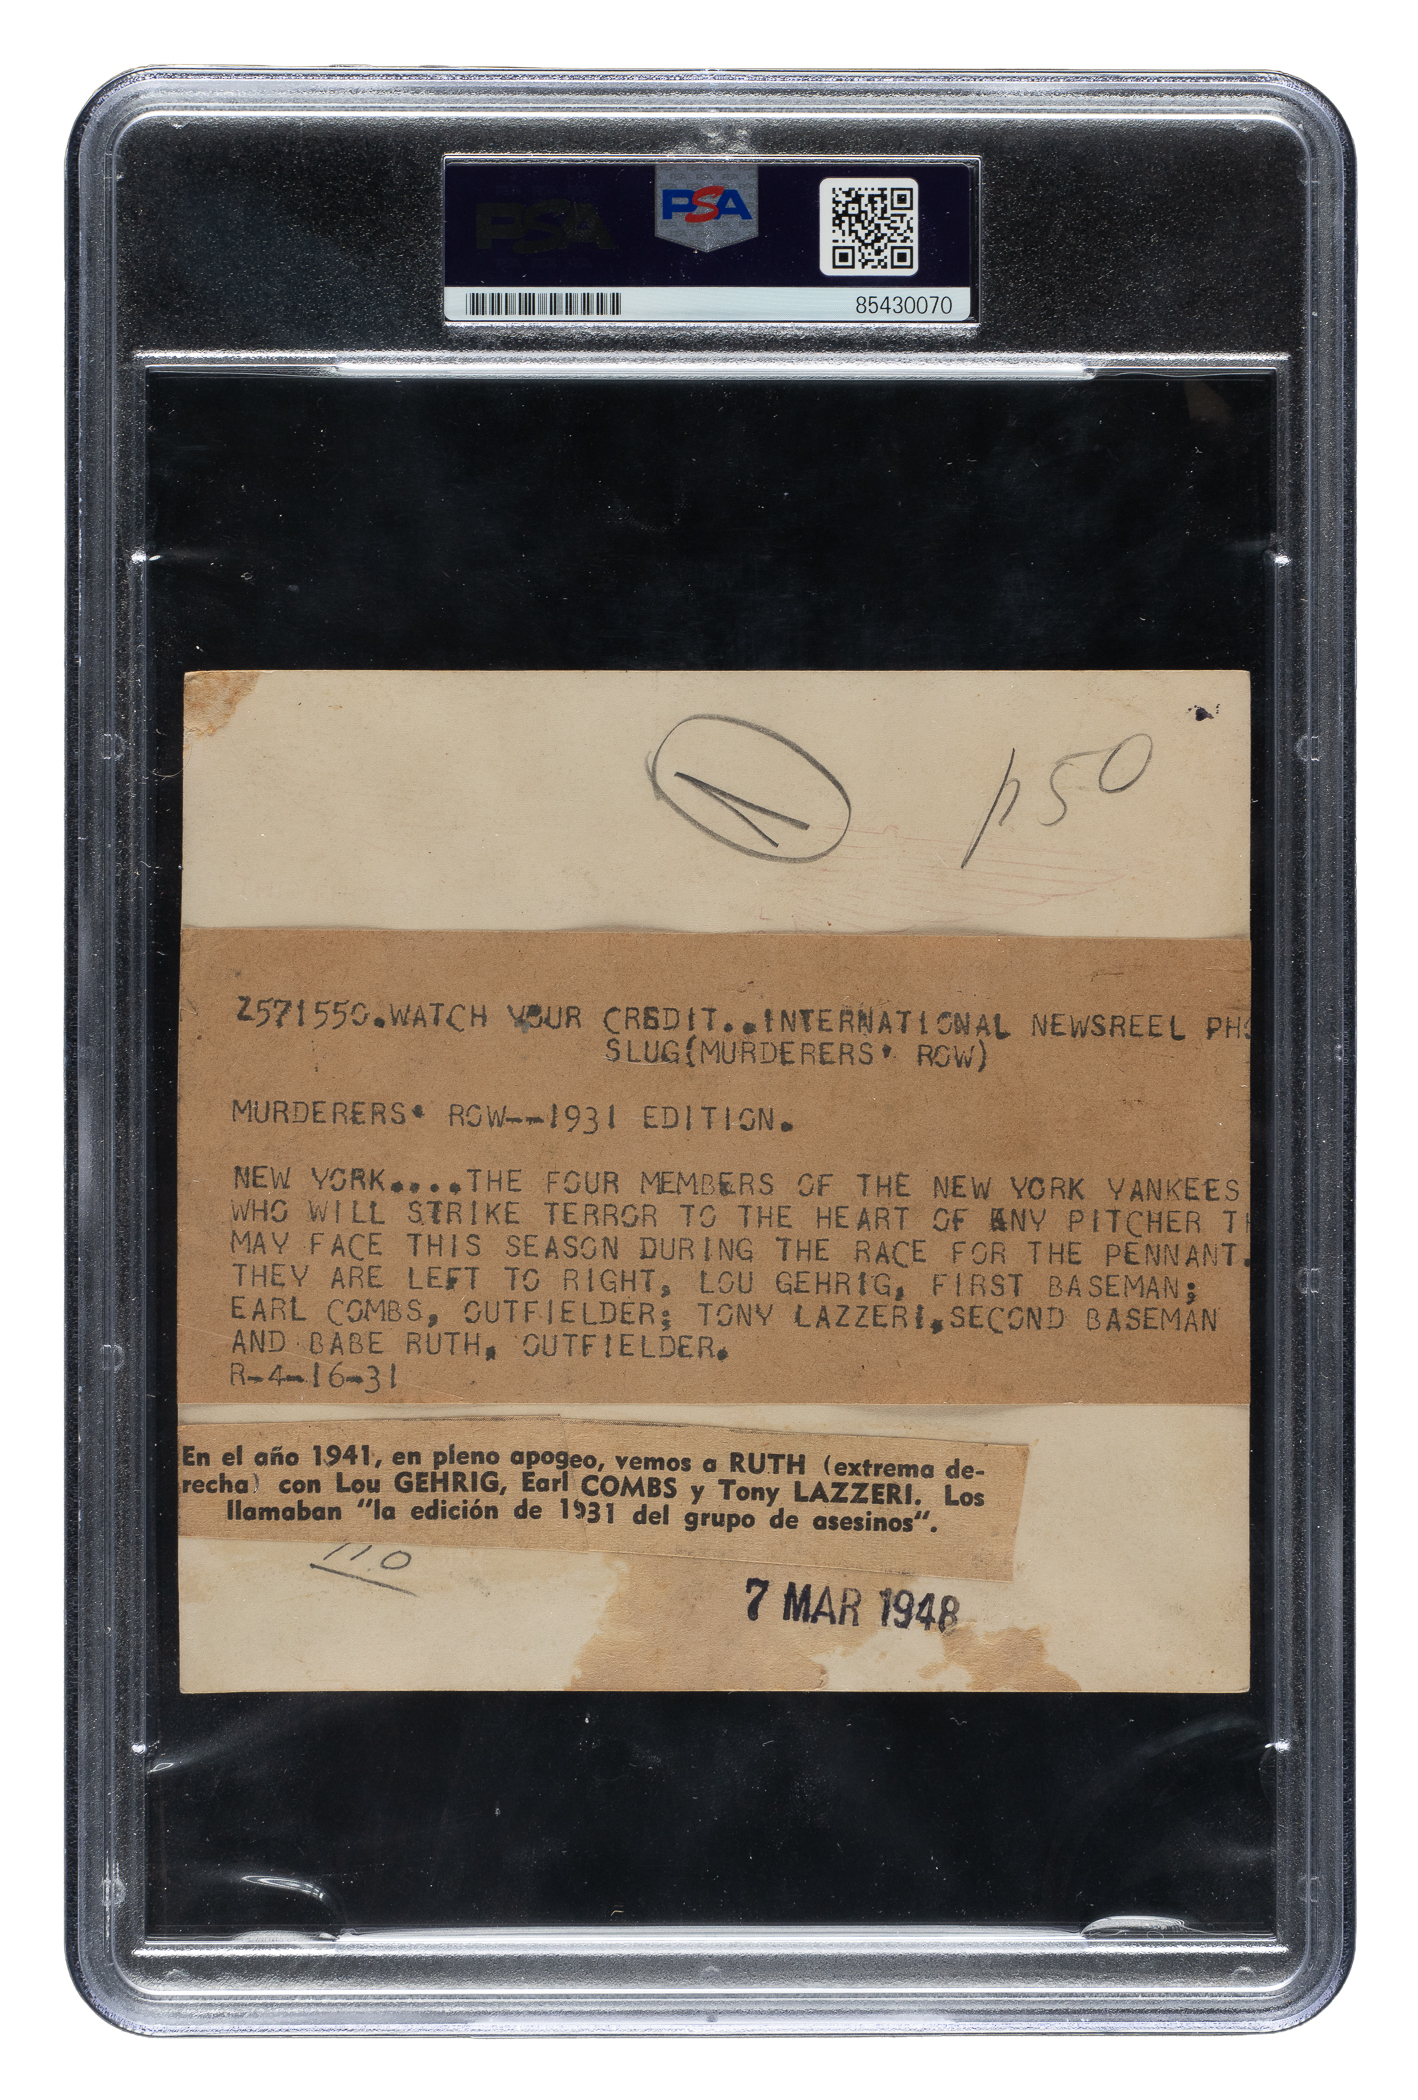 PSA
PSA
85430070
p50
Z571550.WATCH YOUR CREDIT..INTERNATIONAL NEWSREEL PHO
SLUG(MURDERERS' ROW)
MURDERERS' ROW--1931 EDITION.
NEW YORK....THE FOUR MEMBERS OF THE NEW YORK YANKEES
WHO WILL STRIKE TERROR TO THE HEART OF ANY PITCHER TH
MAY FACE THIS SEASON DURING THE RACE FOR THE PENNANT.
THEY ARE LEFT TO RIGHT, LOU GEHRIG, FIRST BASEMAN;
EARL COMBS, OUTFIELDER; TONY LAZZERI,SECOND BASEMAN
AND BABE RUTH, OUTFIELDER.
R-4-16-31
En el año 1941, en pleno apogeo, vemos a RUTH (extrema de-
recha) con Lou GEHRIG, Earl COMBS y Tony LAZZERI. Los
llamaban "la edición de 1931 del grupo de asesinos".
7 MAR 1948